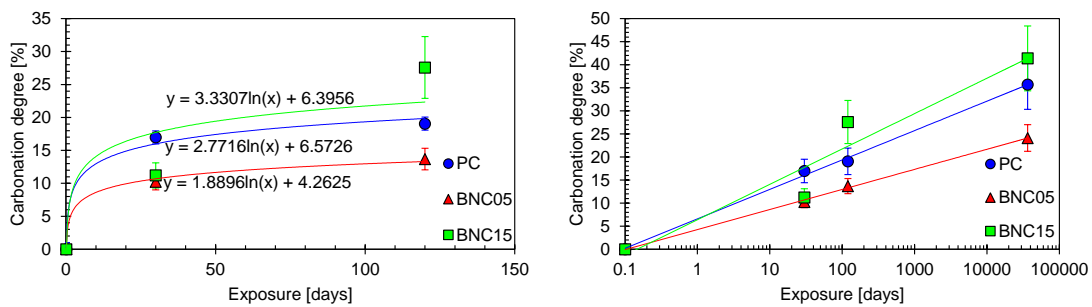 35
30
25
20
15
10
5
0
Carbonation degree [%]
y = 3.3307ln(x) + 6.3956
y = 2.7716ln(x) + 6.5726
y = 1.8896ln(x) + 4.2625
PC
BNC05
BNC15
0 50 100 150
Exposure [days]
50
45
40
35
30
25
20
15
10
5
0
Carbonation degree [%]
PC
BNC05
BNC15
0.1 1 10 100 1000 10000 100000
Exposure [days]